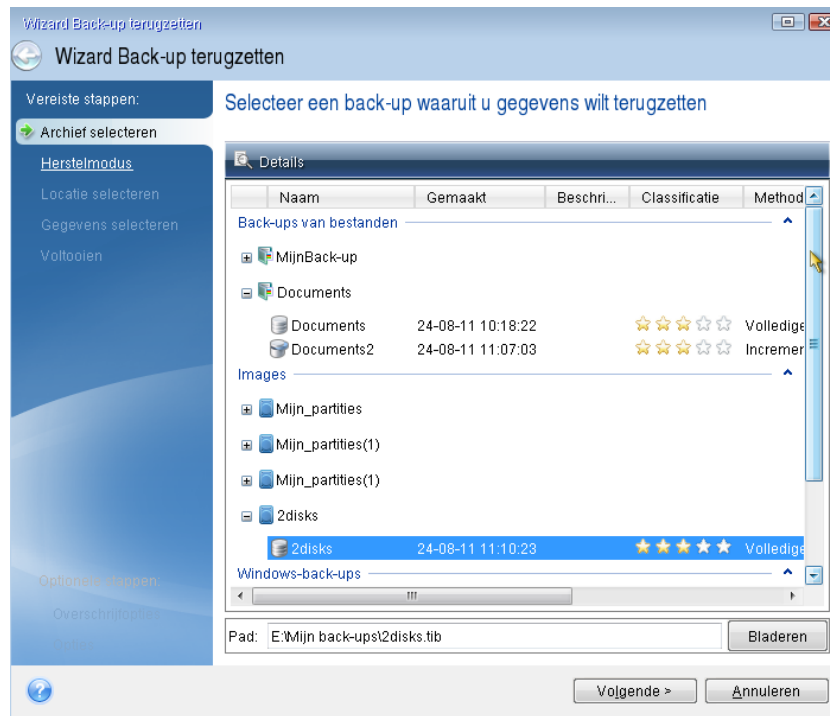 Wizard Back-up terugzetten
Wizard Back-up terugzetten
Vereiste stappen:
Archief selecteren
Herstelmodus
Locatie selecteren
Gegevens selecteren
Voltooien
Optionele stappen:
Selecteer een back-up waaruit u gegevens wilt terugzetten
Details
Naam Gemaakt Beschri... Classificatie Method
Back-ups van bestanden
MijnBack-up
Documents
Documents 24-08-11 10:18:22 Volledige
Documents2 24-08-11 11:07:03 Incremen
Images
Mijn_partities
Mijn_partities(1)
Mijn_partities(1)
2disks
2disks 24-08-11 11:10:23 Volledige
Windows-back-ups
Pad: E:\Mijn back-ups\2disks.tib Bladeren
Volgende > Annuleren